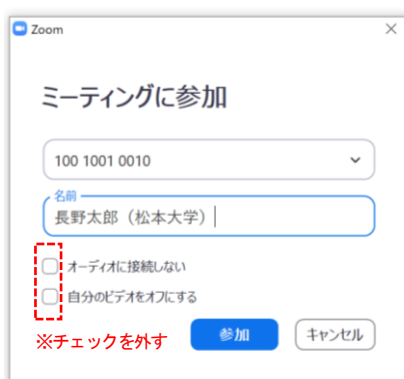 Zoom
ミーティングに参加
100 1001 0010
名前
長野太郎（松本大学）
オーディオに接続しない
自分のビデオをオフにする
※チェックを外す
参加
キャンセル